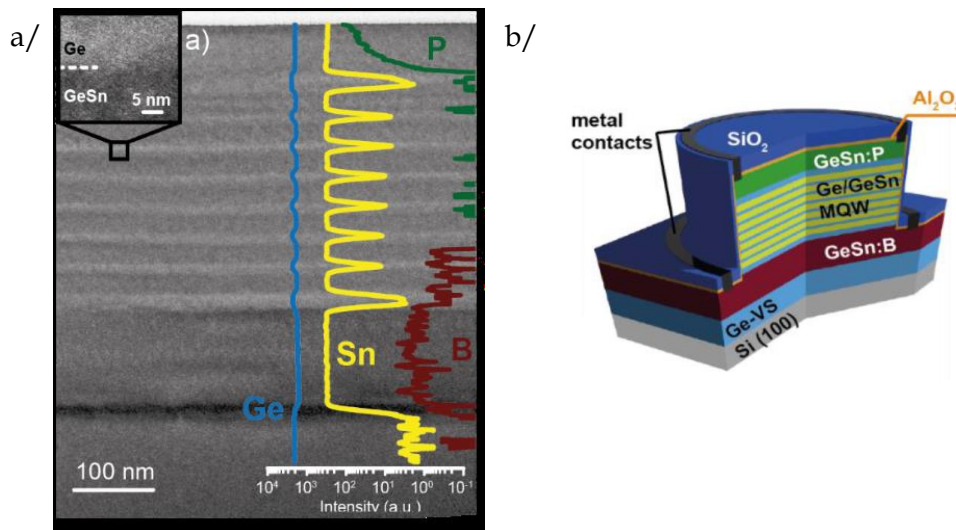 a/
a)
Ge
GeSn
5 nm
P
Sn
B
Ge
100 nm
10⁴ 10³ 10² 10¹ 10⁰ 10⁻¹
Intensity (a.u.)
b/
metal
contacts
SiO₂
Al₂O₃
GeSn:P
Ge/GeSn
MQW
GeSn:B
Ge-VS
Si (100)